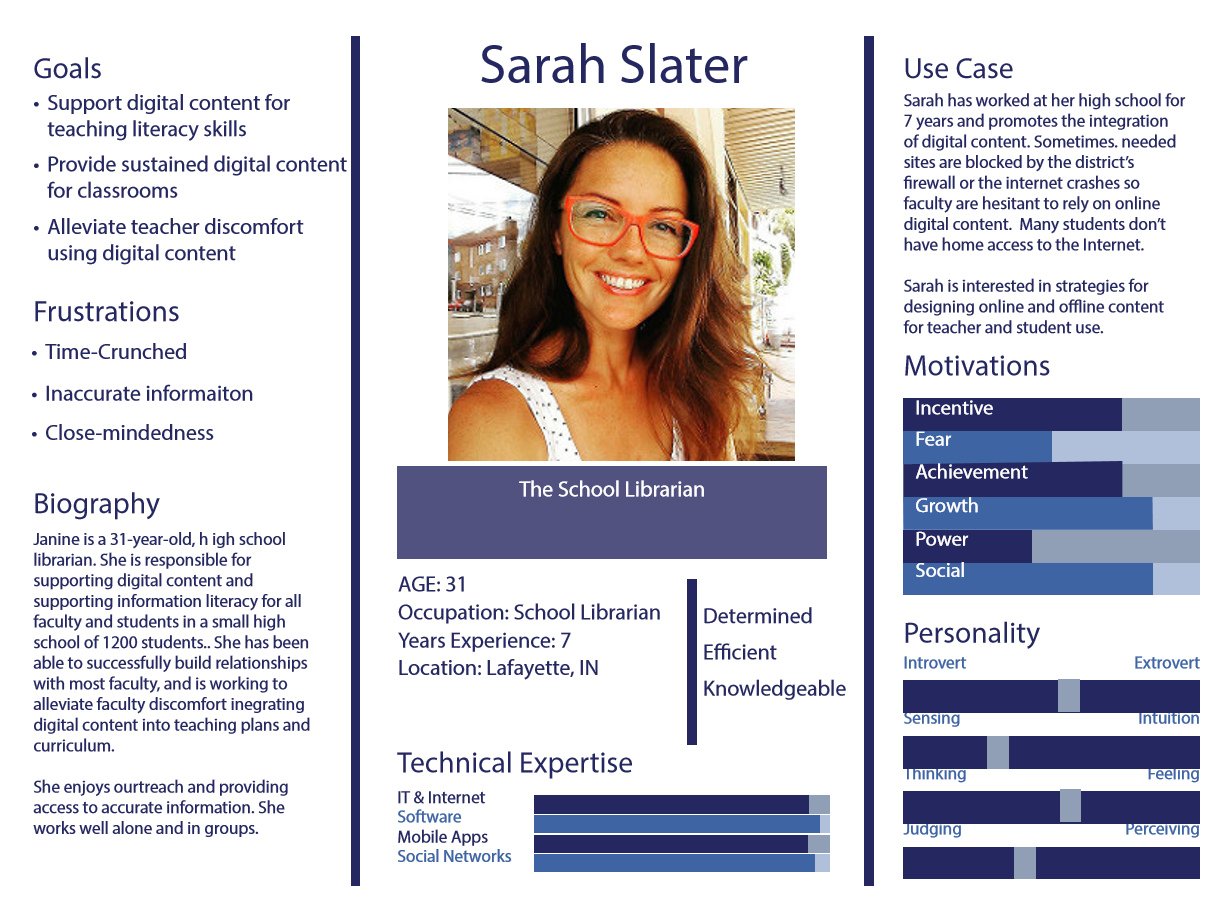 Goals
• Support digital content for
teaching literacy skills
• Provide sustained digital content
for classrooms
• Alleviate teacher discomfort
using digital content
Frustrations
• Time-Crunched
• Inaccurate informaiton
• Close-mindedness
Biography
Janine is a 31-year-old, h igh school
librarian. She is responsible for
supporting digital content and
supporting information literacy for all
faculty and students in a small high
school of 1200 students.. She has been
able to successfully build relationships
with most faculty, and is working to
alleviate faculty discomfort inegrating
digital content into teaching plans and
curriculum.
She enjoys ourtreach and providing
access to accurate information. She
works well alone and in groups.
Sarah Slater
The School Librarian
AGE: 31
Occupation: School Librarian
Years Experience: 7
Location: Lafayette, IN
Determined
Efficient
Knowledgeable
Technical Expertise
IT & Internet
Software
Mobile Apps
Social Networks
Use Case
Sarah has worked at her high school for
7 years and promotes the integration
of digital content. Sometimes. needed
sites are blocked by the district’s
firewall or the internet crashes so
faculty are hesitant to rely on online
digital content.  Many students don’t
have home access to the Internet.
Sarah is interested in strategies for
designing online and offline content
for teacher and student use.
Motivations
Incentive
Fear
Achievement
Growth
Power
Social
Personality
Introvert Extrovert
Sensing Intuition
Thinking Feeling
Judging Perceiving